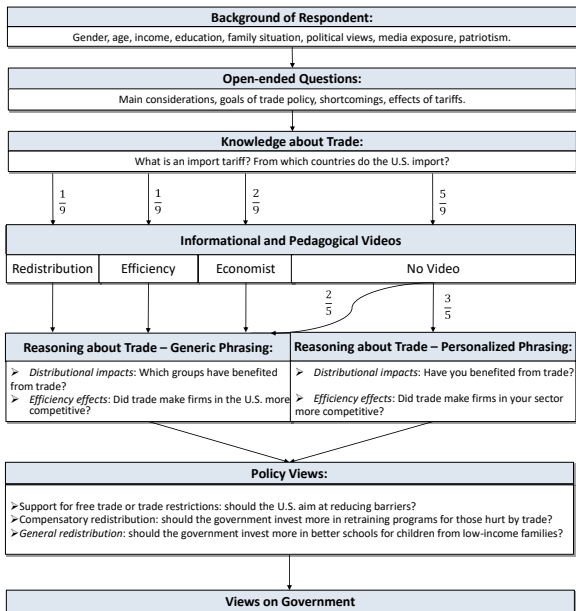 Background of Respondent:
Gender, age, income, education, family situation, political views, media exposure, patriotism.
Open-ended Questions:
Main considerations, goals of trade policy, shortcomings, effects of tariffs.
Knowledge about Trade:
What is an import tariff? From which countries do the U.S. import?
1/9 1/9 2/9 5/9
Informational and Pedagogical Videos
Redistribution Efficiency Economist No Video
2/5 3/5
Reasoning about Trade – Generic Phrasing:
➢ Distributional impacts: Which groups have benefited
from trade?
➢ Efficiency effects: Did trade make firms in the U.S. more
competitive?
Reasoning about Trade – Personalized Phrasing:
➢ Distributional impacts: Have you benefited from trade?
➢ Efficiency effects: Did trade make firms in your sector
more competitive?
Policy Views:
➢Support for free trade or trade restrictions: should the U.S. aim at reducing barriers?
➢Compensatory redistribution: should the government invest more in retraining programs for those hurt by trade?
➢General redistribution: should the government invest more in better schools for children from low-income families?
Views on Government